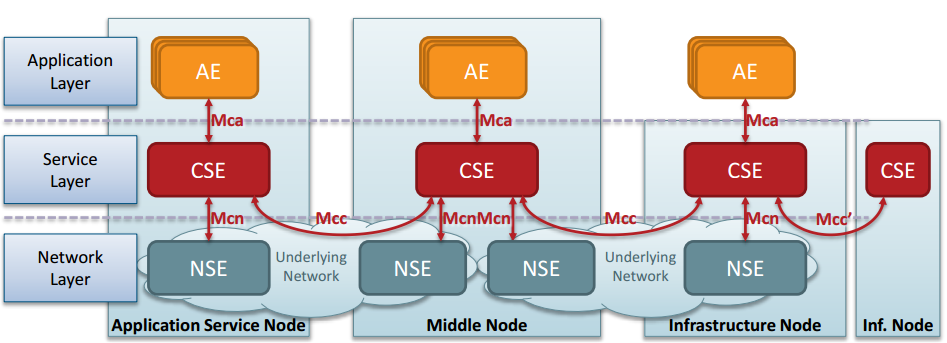 Application
Layer
AE
AE
AE
Mca
Mca
Mca
Service
Layer
CSE
CSE
CSE
CSE
Mcn
Mcc
Mcn
Mcn
Mcc
Mcn
Mcc’
Network
Layer
NSE
Underlying
Network
NSE
NSE
Underlying
Network
NSE
Application Service Node
Middle Node
Infrastructure Node
Inf. Node